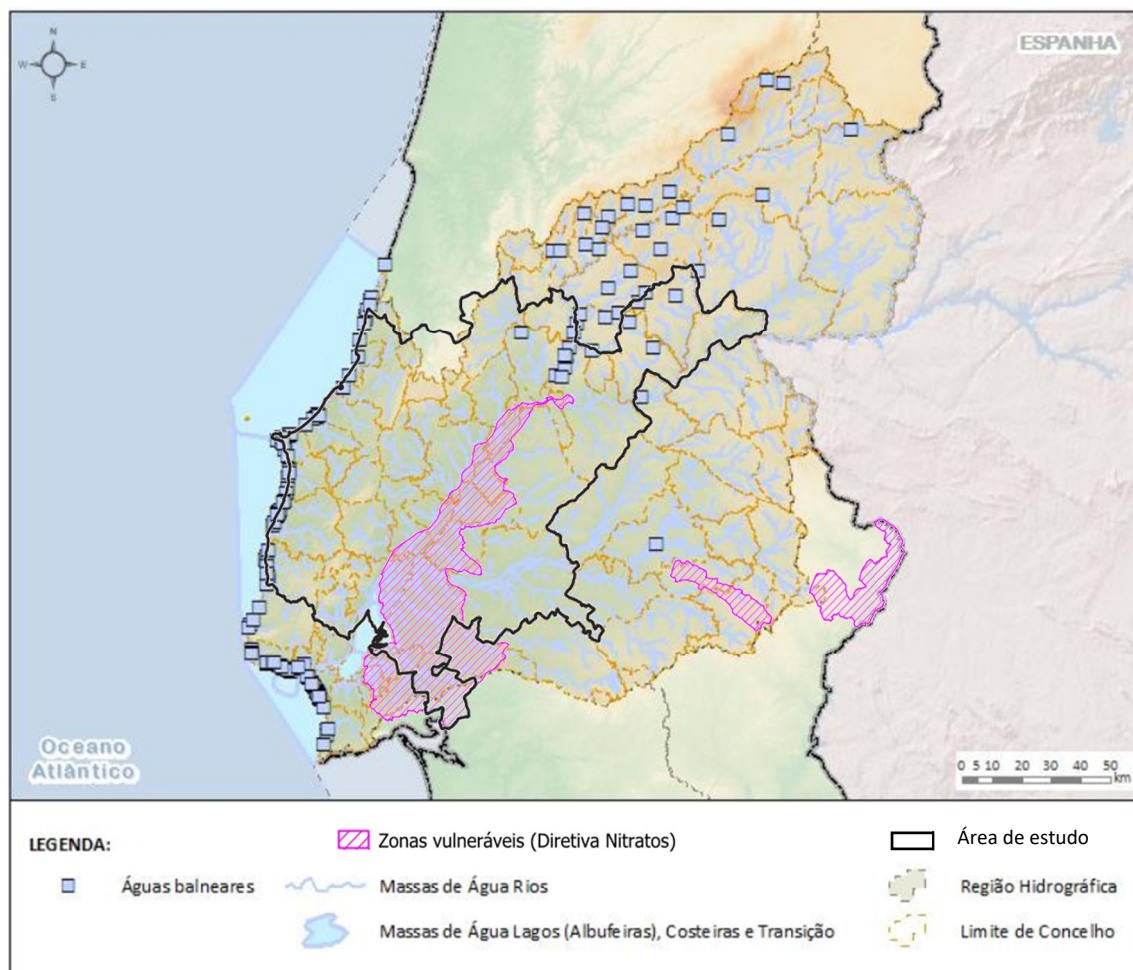 N
W E
S
ESPANHA
Oceano
Atlântico
0 5 10 20 30 40 50
km
LEGENDA:
Zonas vulneráveis (Diretiva Nitratos)
Área de estudo
Águas balneares
Massas de Água Rios
Região Hidrográfica
Massas de Água Lagos (Albufeiras), Costeiras e Transição
Limite de Concelho